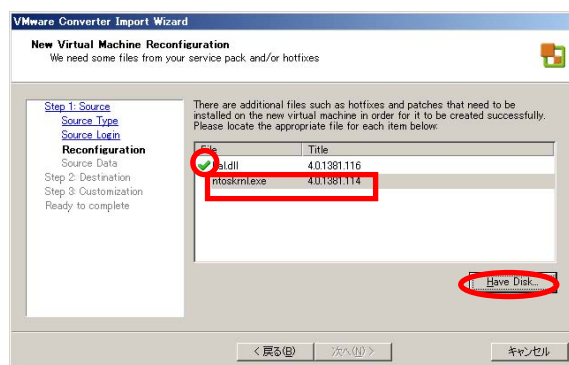 VMware Converter Import Wizard
New Virtual Machine Reconfiguration
We need some files from your service pack and/or hotfixes
Step 1: Source
Source Type
Source Login
Reconfiguration
Source Data
Step 2: Destination
Step 3: Customization
Ready to complete
There are additional files such as hotfixes and patches that need to be
installed on the new virtual machine in order for it to be created successfully.
Please locate the appropriate file for each item below:
File Title
hal.dll 4.0.1381.116
ntoskrnl.exe 4.0.1381.114
Have Disk...
< 戻る(B) 次へ(N) > キャンセル